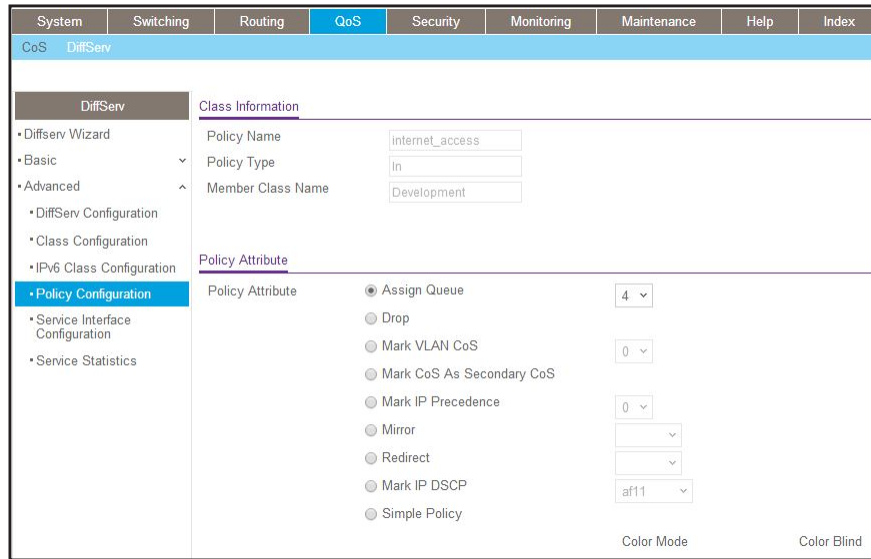 System Switching Routing QoS Security Monitoring Maintenance Help Index
CoS DiffServ
DiffServ
Diffserv Wizard
Basic
Advanced
DiffServ Configuration
Class Configuration
IPv6 Class Configuration
Policy Configuration
Service Interface
Configuration
Service Statistics
Class Information
Policy Name internet_access
Policy Type In
Member Class Name Development
Policy Attribute
Policy Attribute Assign Queue 4
Drop
Mark VLAN CoS 0
Mark CoS As Secondary CoS
Mark IP Precedence 0
Mirror
Redirect
Mark IP DSCP af11
Simple Policy
Color Mode Color Blind